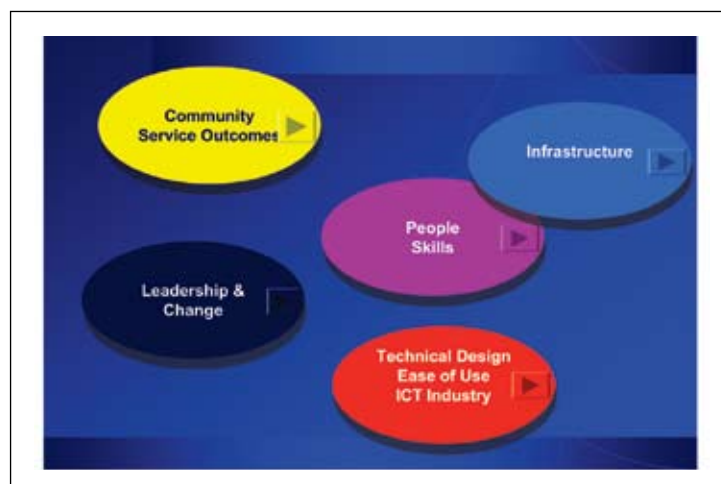 Community
Service Outcomes
Infrastructure
People
Skills
Leadership &
Change
Technical Design
Ease of Use
ICT Industry